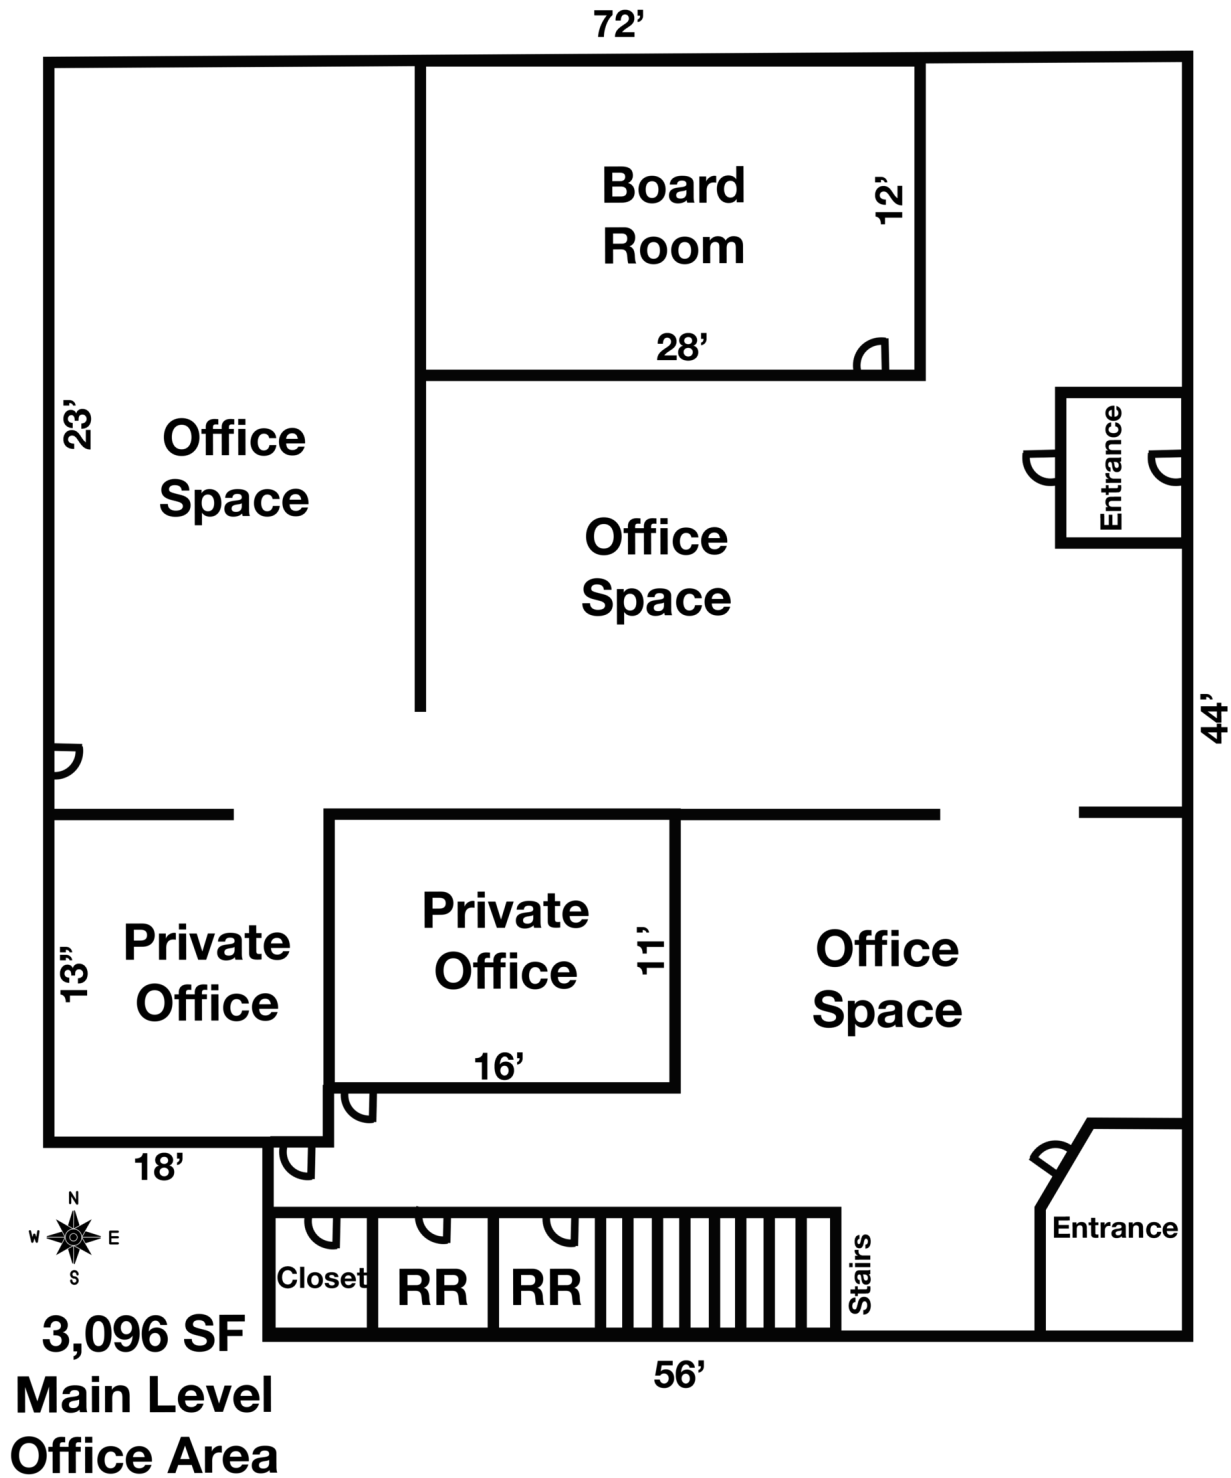 72’
Board
Room
12’
28’
23’
Office
Space
Entrance
Office
Space
44’
Private
Office
13”
Private
Office
11’
16’
Office
Space
18’
N
W E
S
Entrance
Closet
RR
RR
Stairs
3,096 SF
Main Level
Office Area
56’